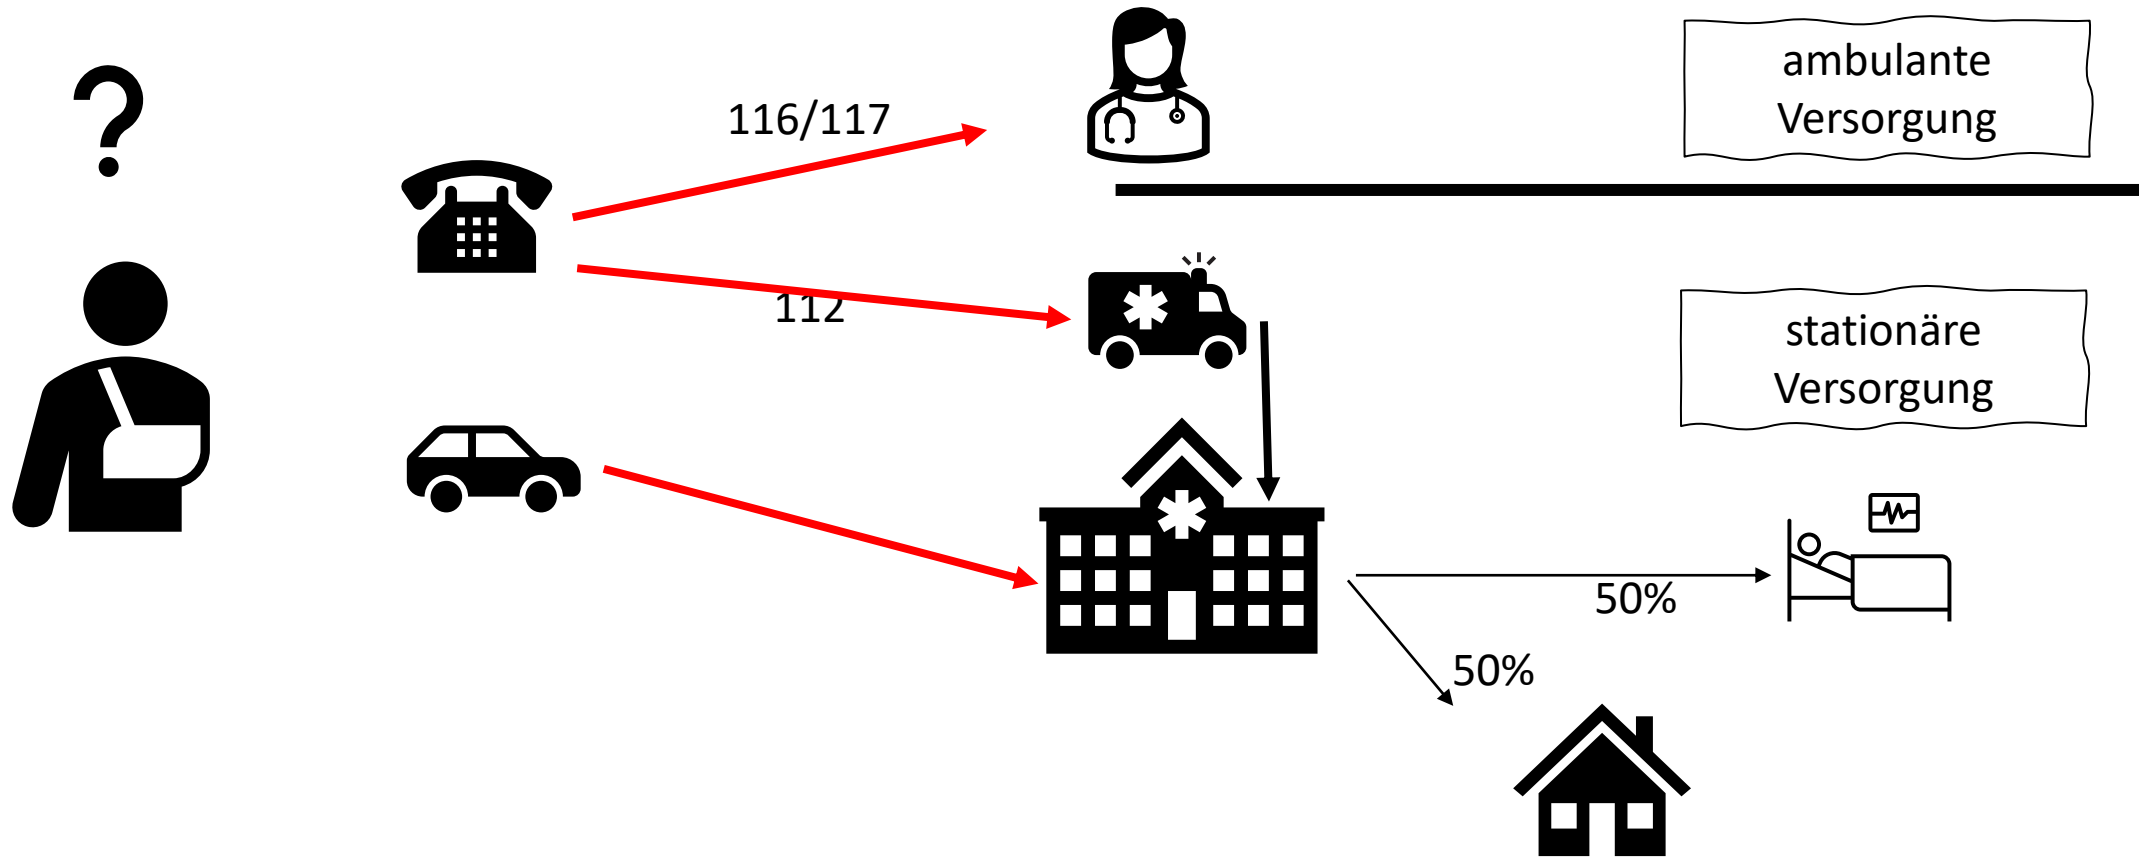 ?
116/117
ambulante
Versorgung
112
stationäre
Versorgung
50%
50%